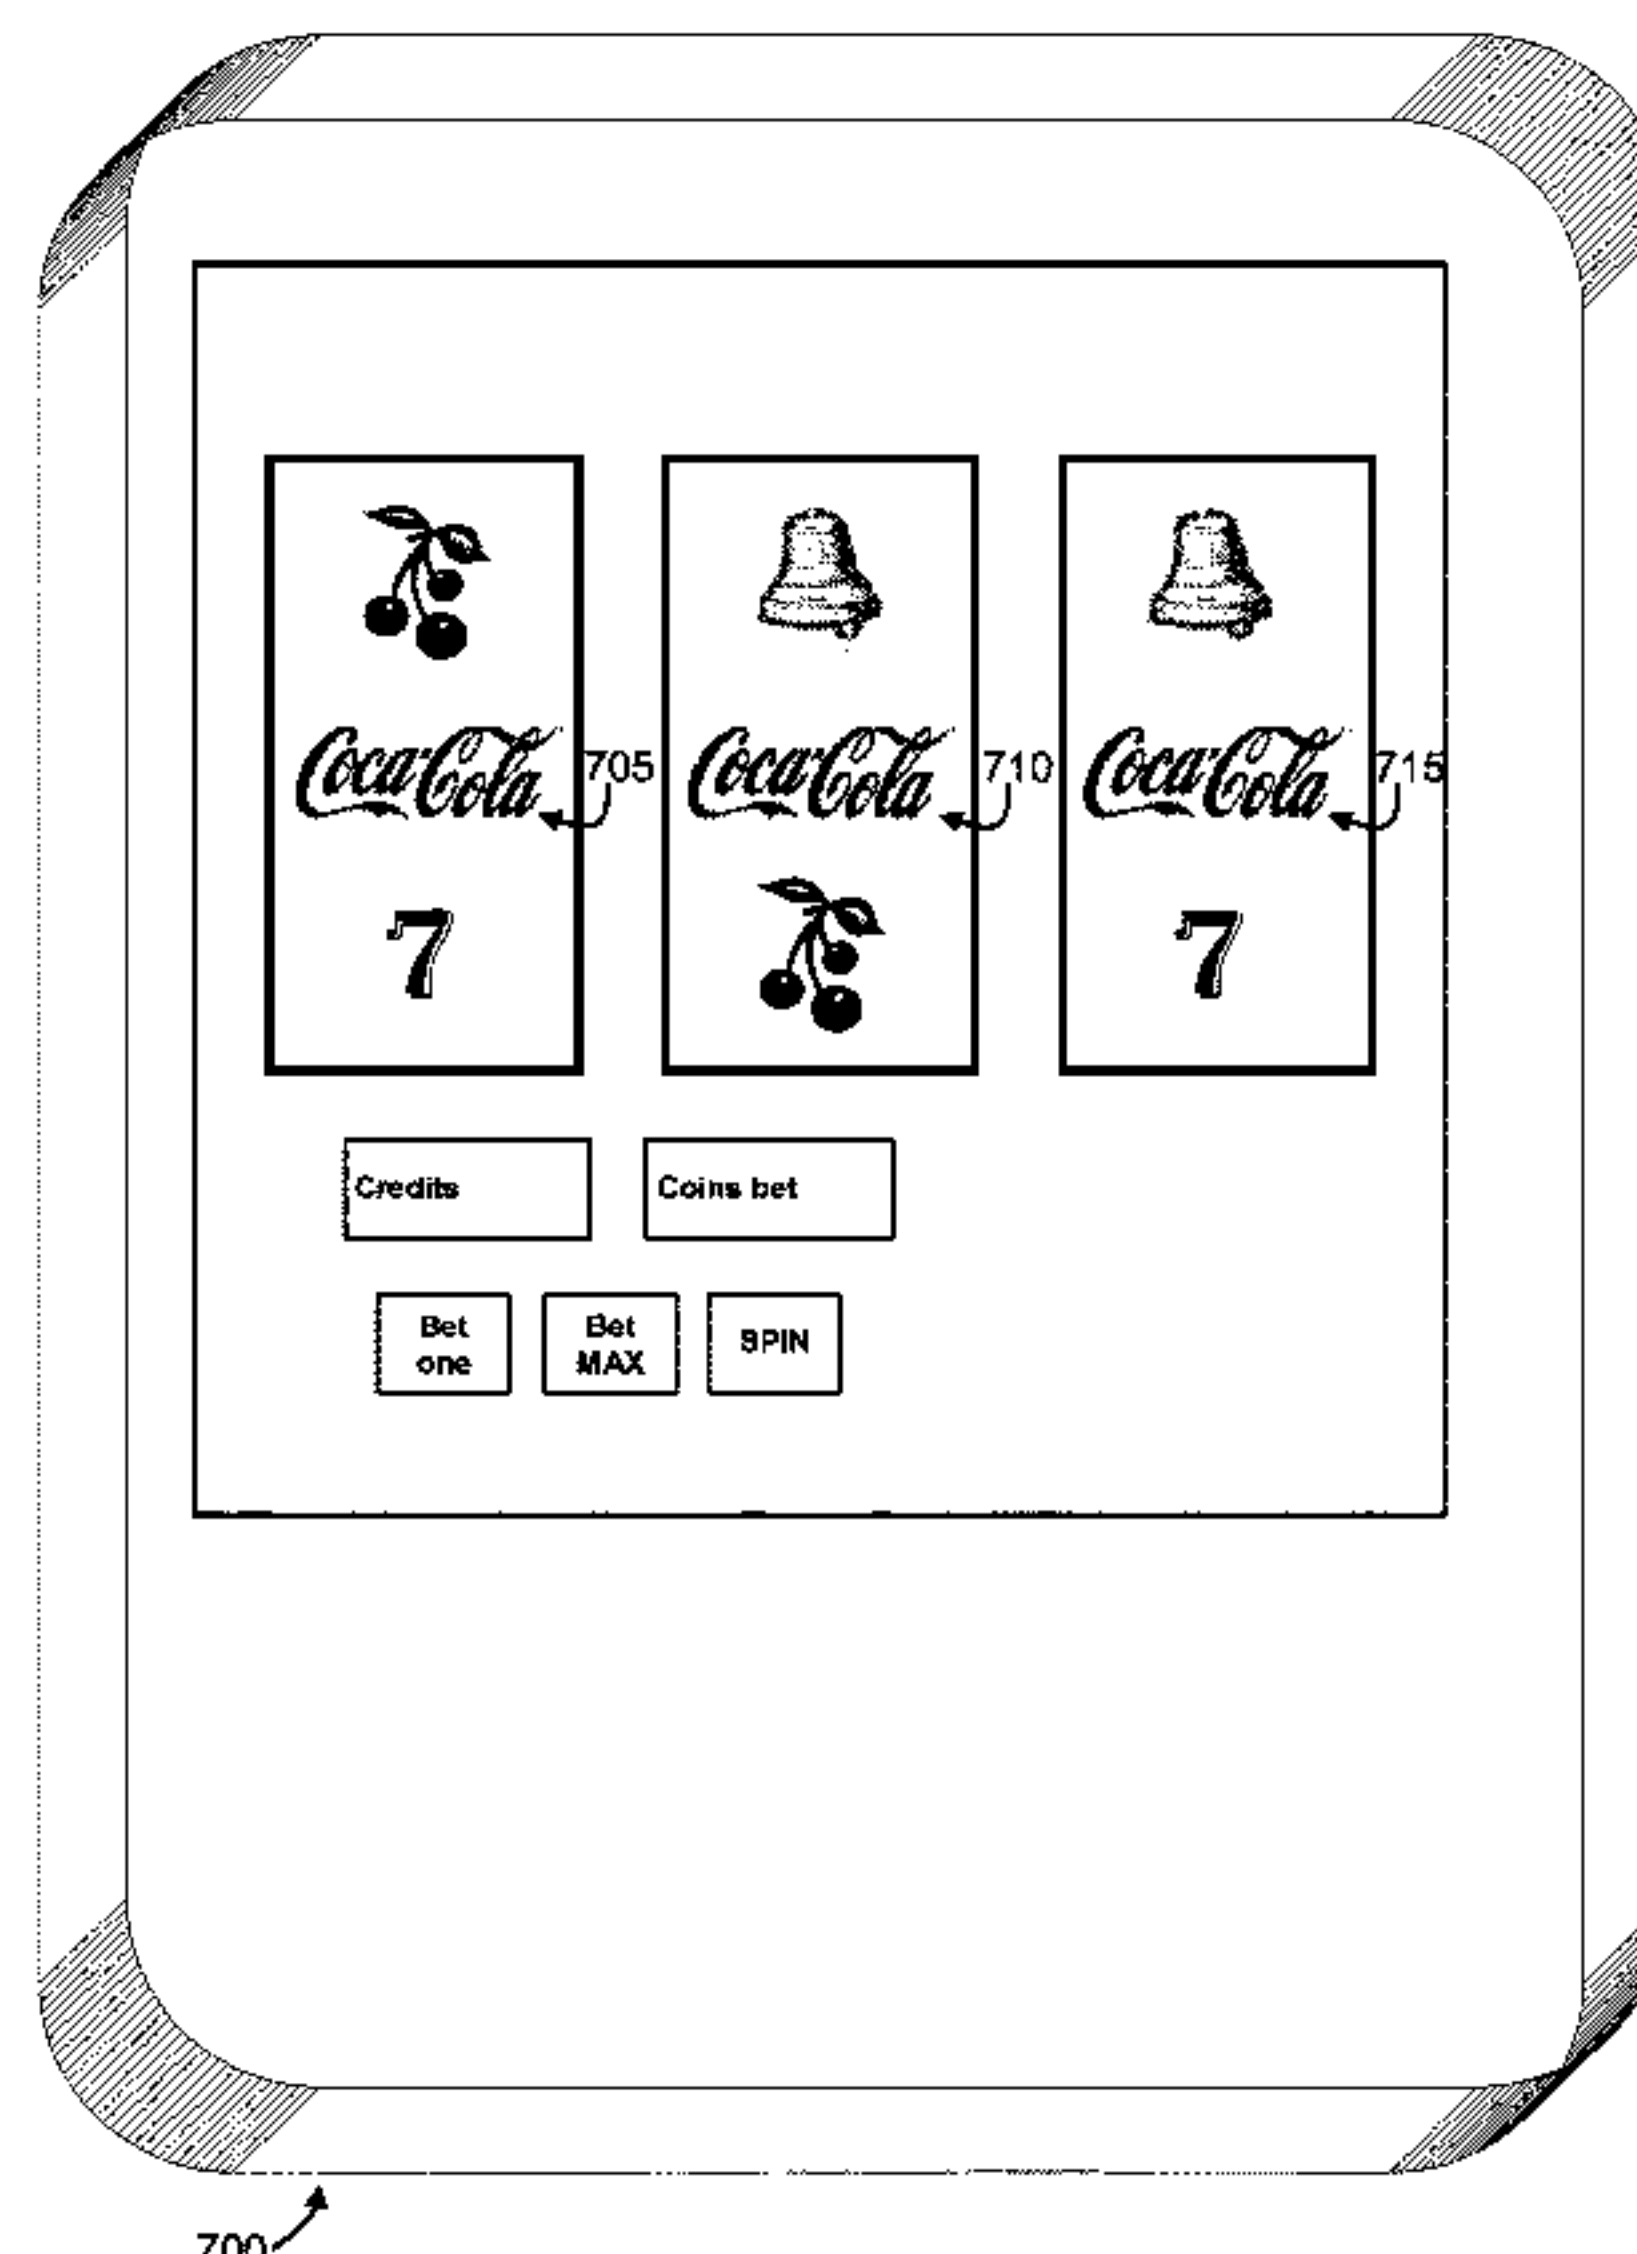 Coca-Cola 705 Coca-Cola 710 Coca-Cola 715
7 7
Credits Coins bet
Bet one Bet MAX SPIN
700